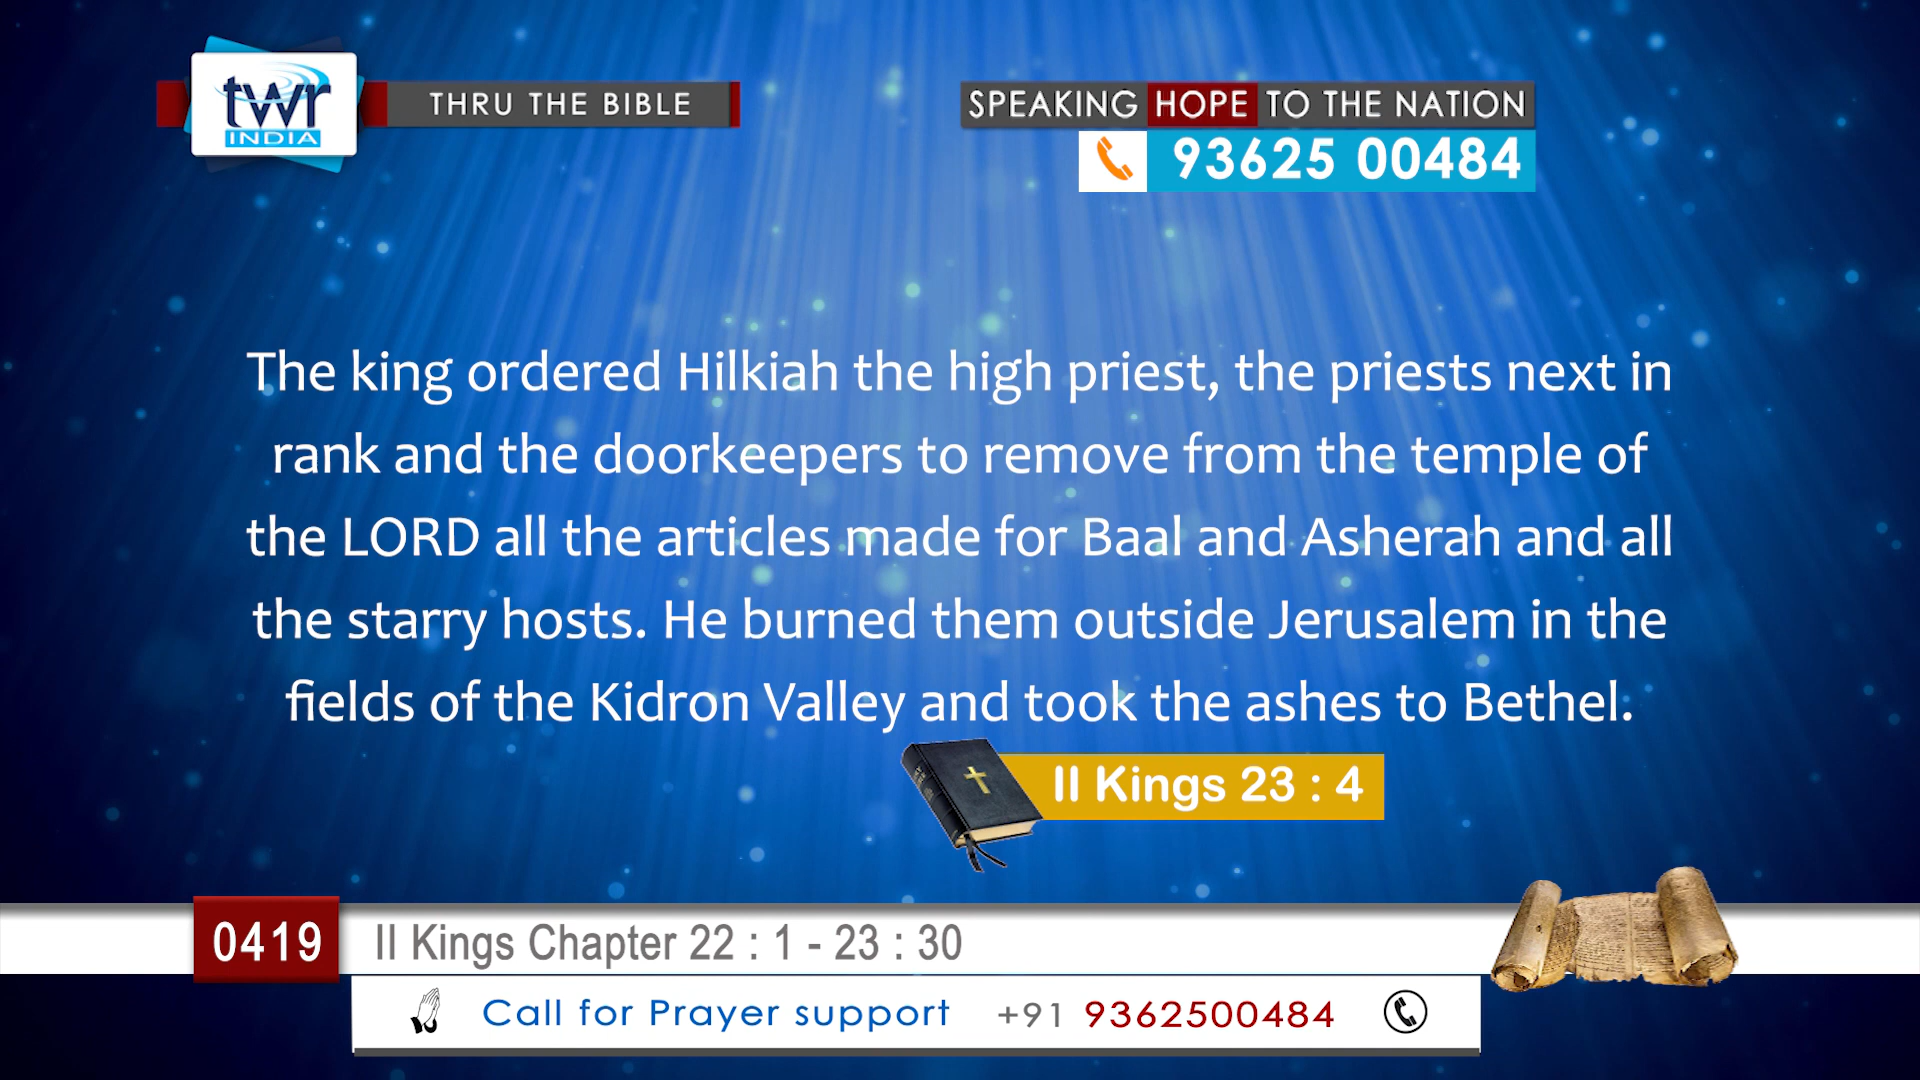 twr
INDIA
THRU THE BIBLE
SPEAKING HOPE TO THE NATION
93625 00484
The king ordered Hilkiah the high priest, the priests next in
rank and the doorkeepers to remove from the temple of
the LORD all the articles made for Baal and Asherah and all
the starry hosts. He burned them outside Jerusalem in the
fields of the Kidron Valley and took the ashes to Bethel.
II Kings 23 : 4
0419
II Kings Chapter 22 : 1 - 23 : 30
Call for Prayer support +91 9362500484